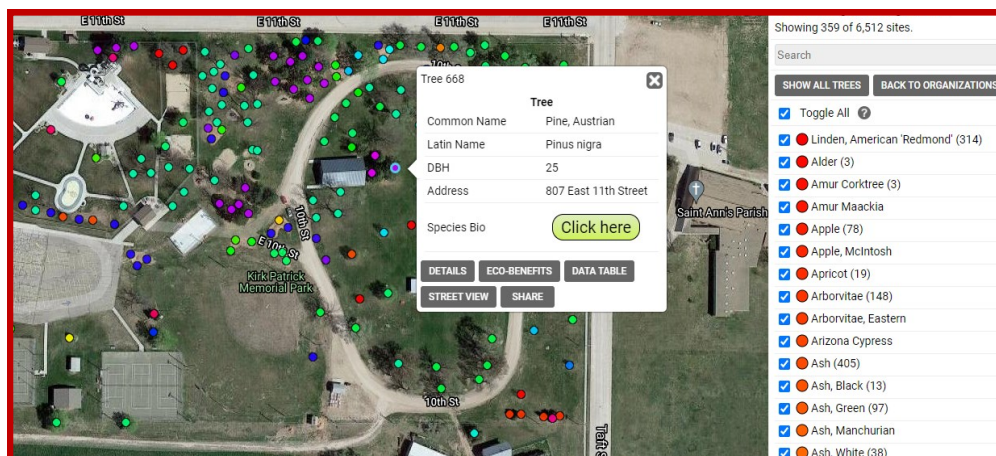 E 11th St
E 11th St
E 11th St
E 11th St
10th St
10th St
E 10th St
Kirk Patrick
Memorial Park
10th St
Taft S
Saint Ann's Parish
Tree 668
Tree
Common Name Pine, Austrian
Latin Name Pinus nigra
DBH 25
Address 807 East 11th Street
Species Bio Click here
DETAILS ECO-BENEFITS DATA TABLE
STREET VIEW SHARE
Showing 359 of 6,512 sites.
Search
SHOW ALL TREES BACK TO ORGANIZATIONS
Toggle All ?
Linden, American 'Redmond' (314)
Alder (3)
Amur Corktree (3)
Amur Maackia
Apple (78)
Apple, McIntosh
Apricot (19)
Arborvitae (148)
Arborvitae, Eastern
Arizona Cypress
Ash (405)
Ash, Black (13)
Ash, Green (97)
Ash, Manchurian
Ash, White (38)